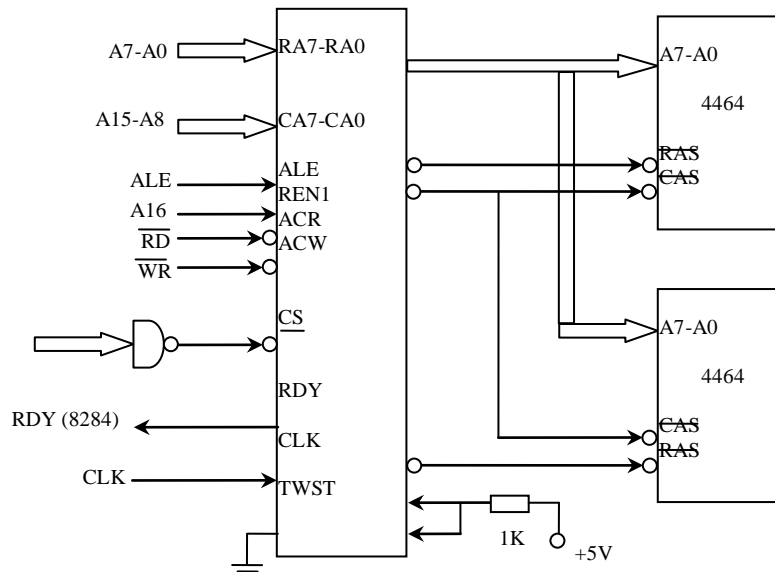 A7-A0
RA7-RA0
A15-A8
CA7-CA0
ALE
ALE
REN1
A16
ACR
RD
ACW
WR
CS
RDY
RDY (8284)
CLK
CLK
TWST
A7-A0
4464
RAS
CAS
A7-A0
4464
CAS
RAS
1K
+5V